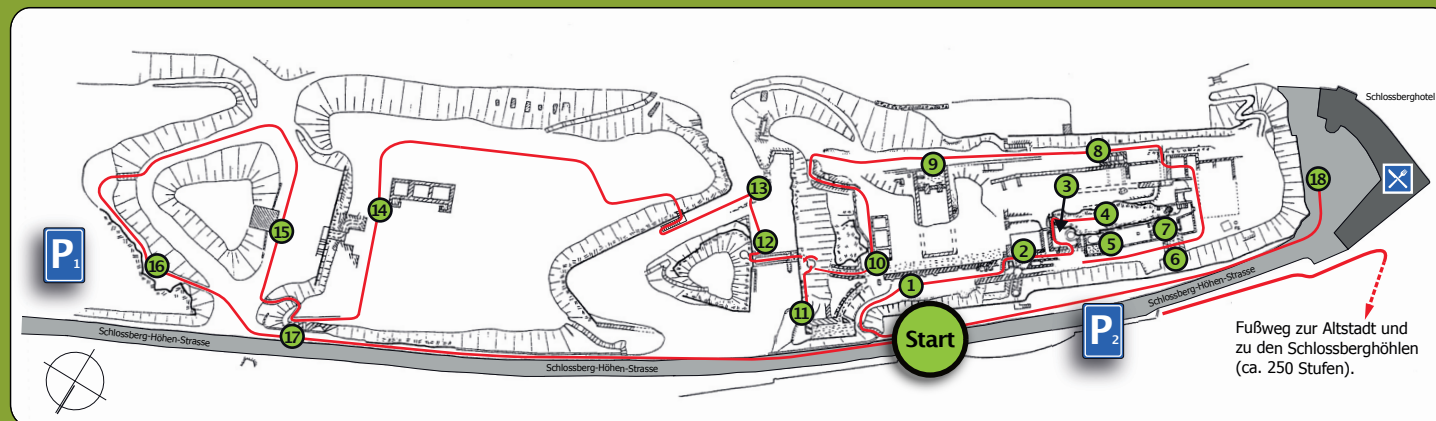 Schlossberghotel
9
8
3
18
13
14
4
15
12
7
2
5
P1
16
10
6
1
11
Schlossberg-Höhen-Strasse
17
Start
P2
Schlossberg-Höhen-Strasse
Schlossberg-Höhen-Strasse
Fußweg zur Altstadt und
zu den Schlossberghöhlen
(ca. 250 Stufen).